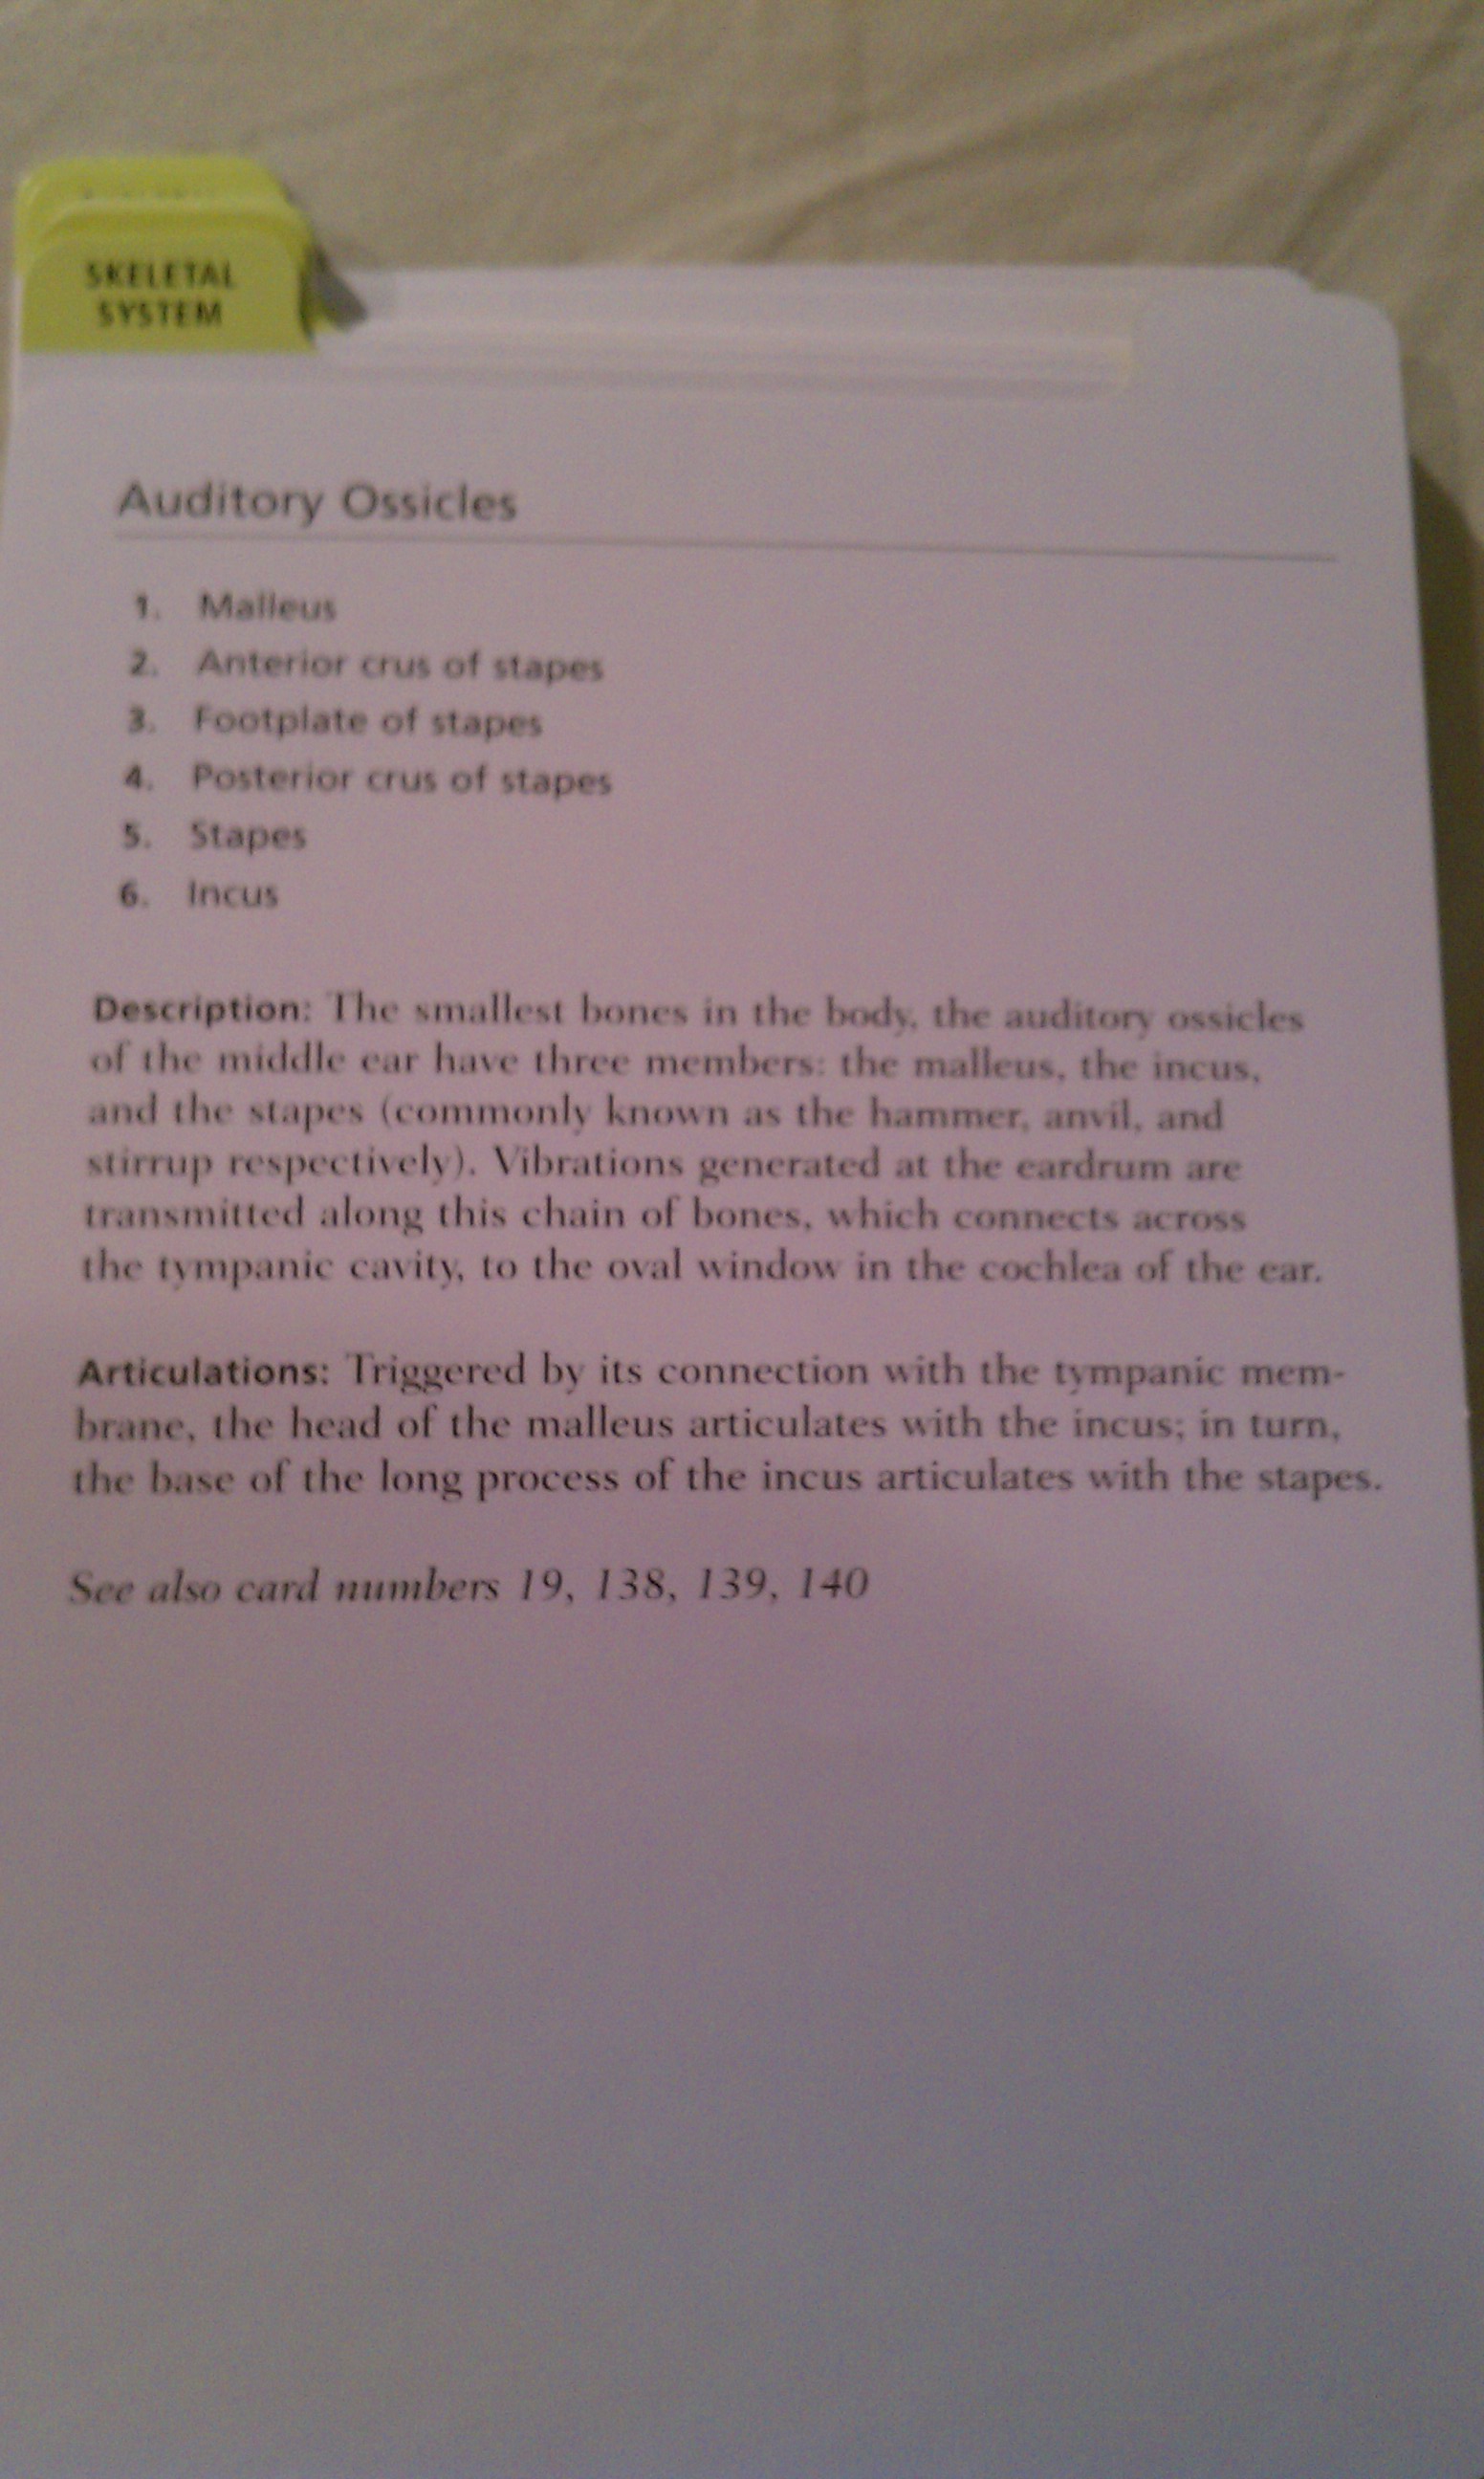 SKELETAL
SYSTEM
Auditory Ossicles
1. Malleus
2. Anterior crus of stapes
3. Footplate of stapes
4. Posterior crus of stapes
5. Stapes
6. Incus
Description: The smallest bones in the body, the auditory ossicles
of the middle ear have three members: the malleus, the incus,
and the stapes (commonly known as the hammer, anvil, and
stirrup respectively). Vibrations generated at the eardrum are
transmitted along this chain of bones, which connects across
the tympanic cavity, to the oval window in the cochlea of the ear.
Articulations: Triggered by its connection with the tympanic mem-
brane, the head of the malleus articulates with the incus; in turn,
the base of the long process of the incus articulates with the stapes.
See also card numbers 19, 138, 139, 140